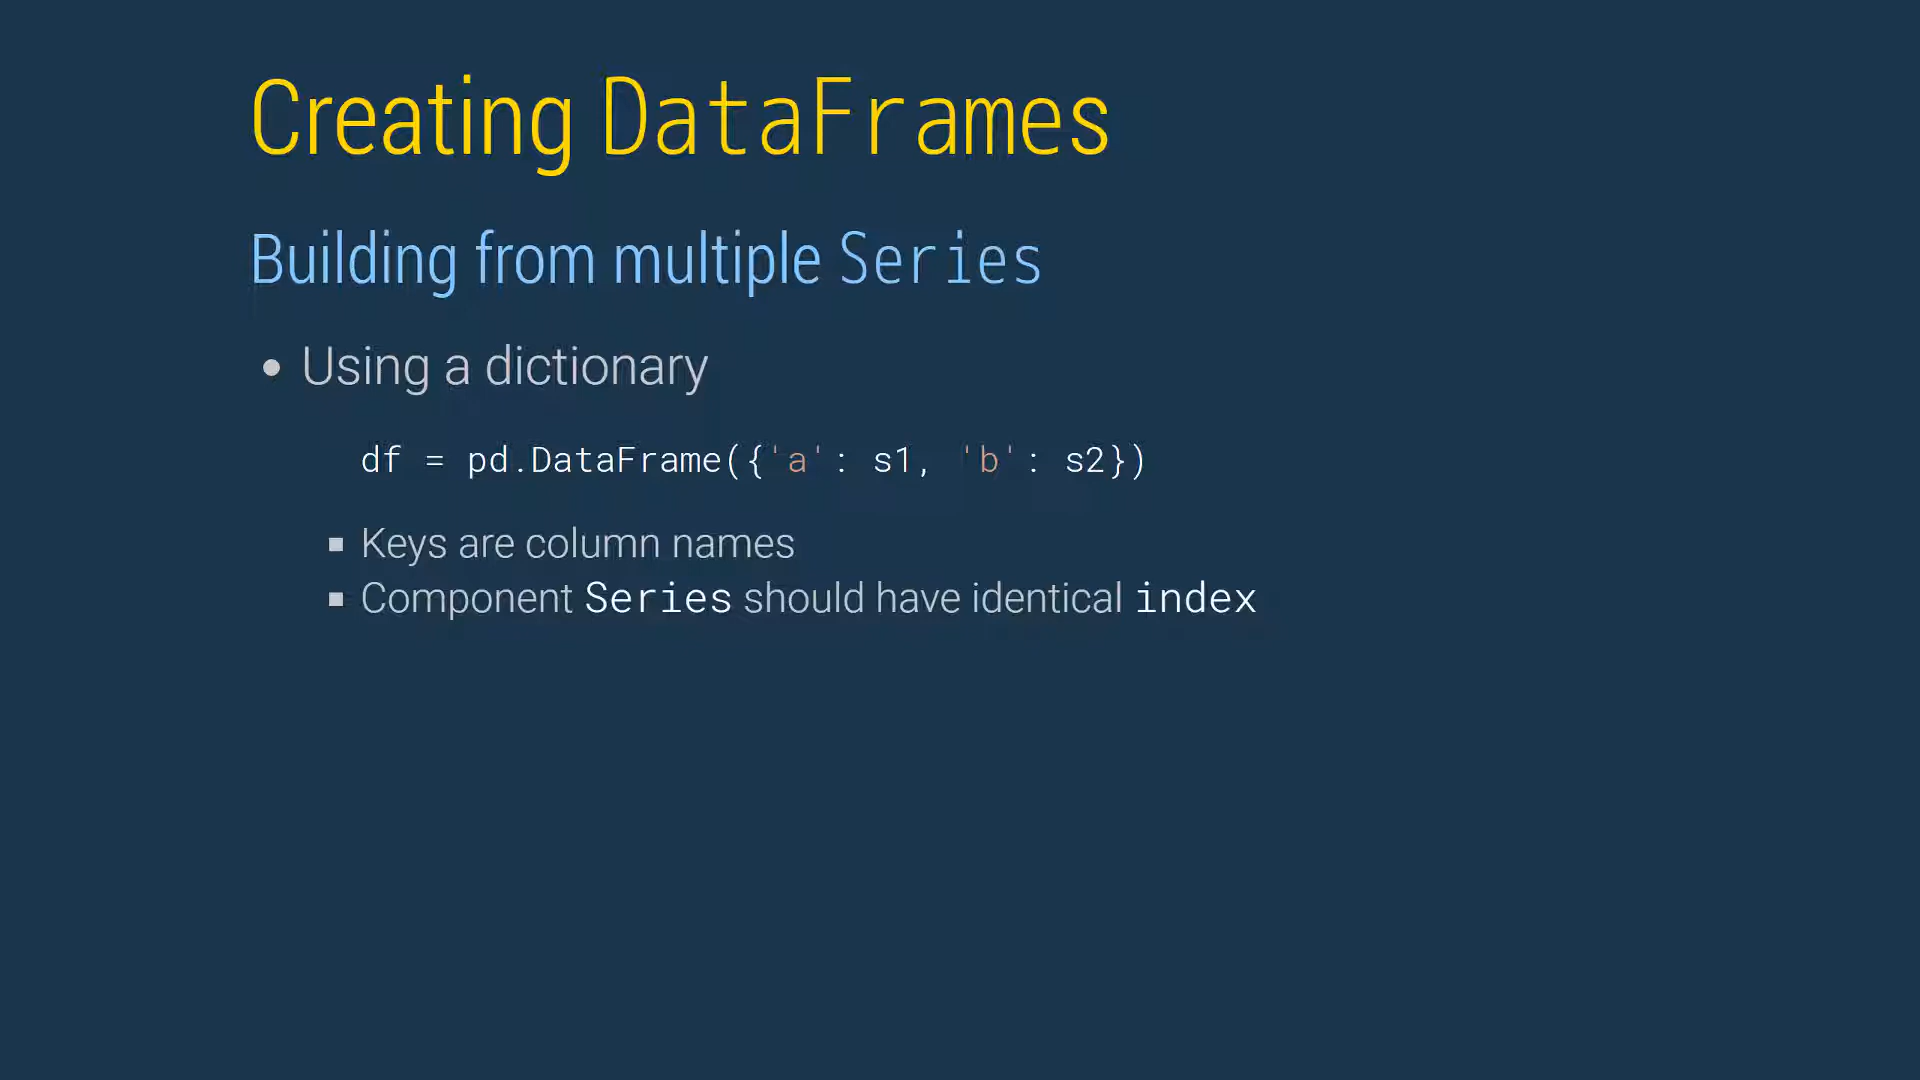 Creating DataFrames
Building from multiple Series
• Using a dictionary
df = pd.DataFrame({'a': s1, 'b': s2})
▪ Keys are column names
▪ Component Series should have identical index